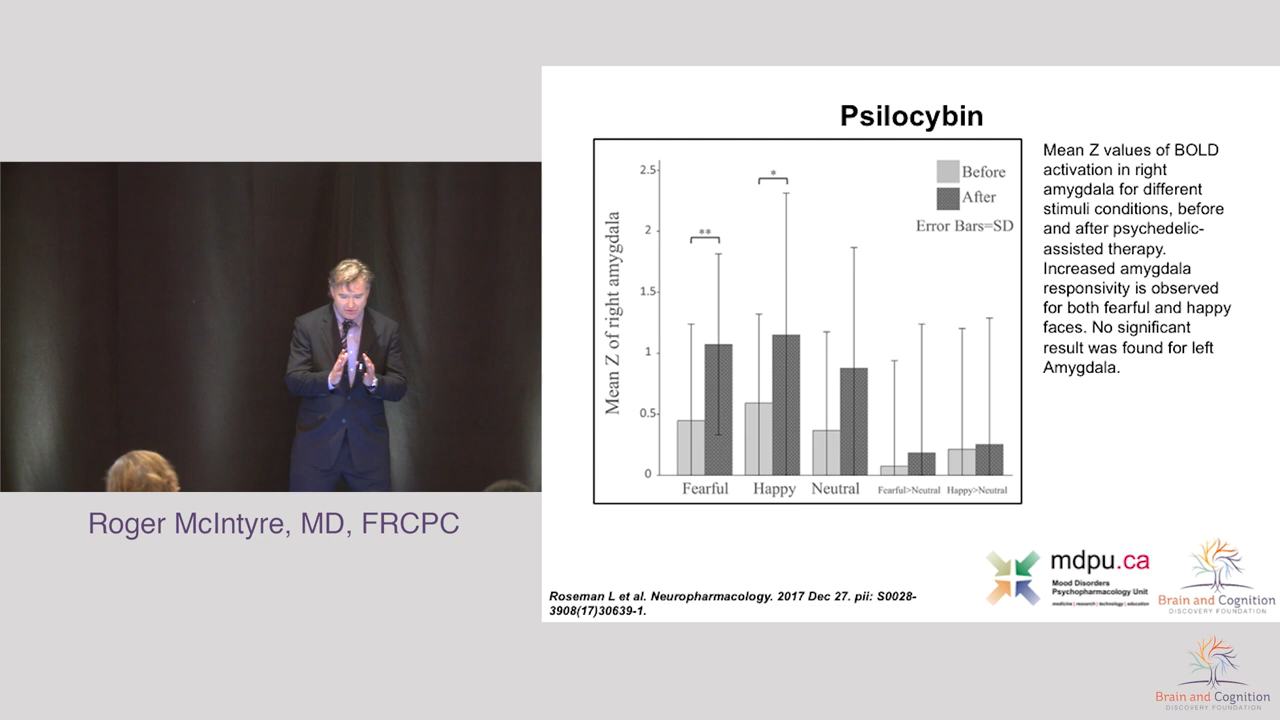 Psilocybin
Mean Z of right amygdala
2.5
2
1.5
1
0.5
0
**
*
Before
After
Error Bars=SD
Fearful
Happy
Neutral
Fearful>Neutral
Happy>Neutral
Mean Z values of BOLD
activation in right
amygdala for different
stimuli conditions, before
and after psychedelic-
assisted therapy.
Increased amygdala
responsivity is observed
for both fearful and happy
faces. No significant
result was found for left
Amygdala.
Roger McIntyre, MD, FRCPC
Roseman L et al. Neuropharmacology. 2017 Dec 27. pii: S0028-
3908(17)30639-1.
mdpu.ca
Mood Disorders
Psychopharmacology Unit
medicine | research | technology | education
Brain and Cognition
DISCOVERY FOUNDATION
Brain and Cognition
DISCOVERY FOUNDATION